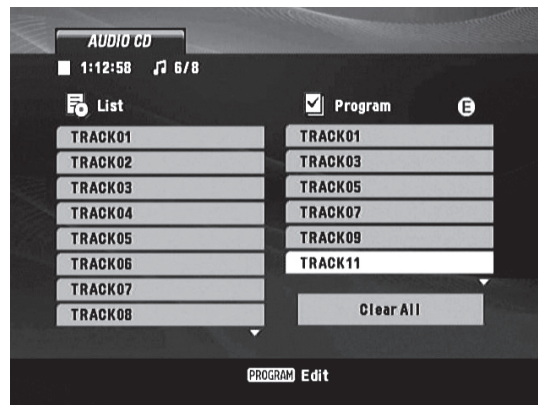 AUDIO CD
1:12:58 6/8
List
TRACK01
TRACK02
TRACK03
TRACK04
TRACK05
TRACK06
TRACK07
TRACK08
Program E
TRACK01
TRACK03
TRACK05
TRACK07
TRACK09
TRACK11
Clear All
PROGRAM Edit